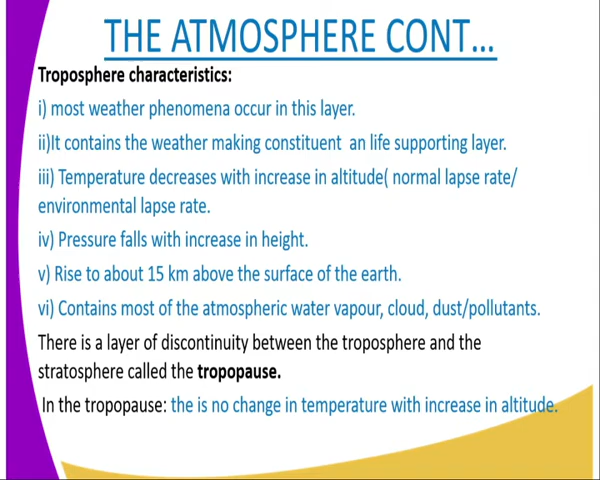 THE ATMOSPHERE CONT...
Troposphere characteristics:
i) most weather phenomena occur in this layer.
ii)It contains the weather making constituent an life supporting layer.
iii) Temperature decreases with increase in altitude( normal lapse rate/
environmental lapse rate.
iv) Pressure falls with increase in height.
v) Rise to about 15 km above the surface of the earth.
vi) Contains most of the atmospheric water vapour, cloud, dust/pollutants.
There is a layer of discontinuity between the troposphere and the
stratosphere called the tropopause.
In the tropopause: the is no change in temperature with increase in altitude.